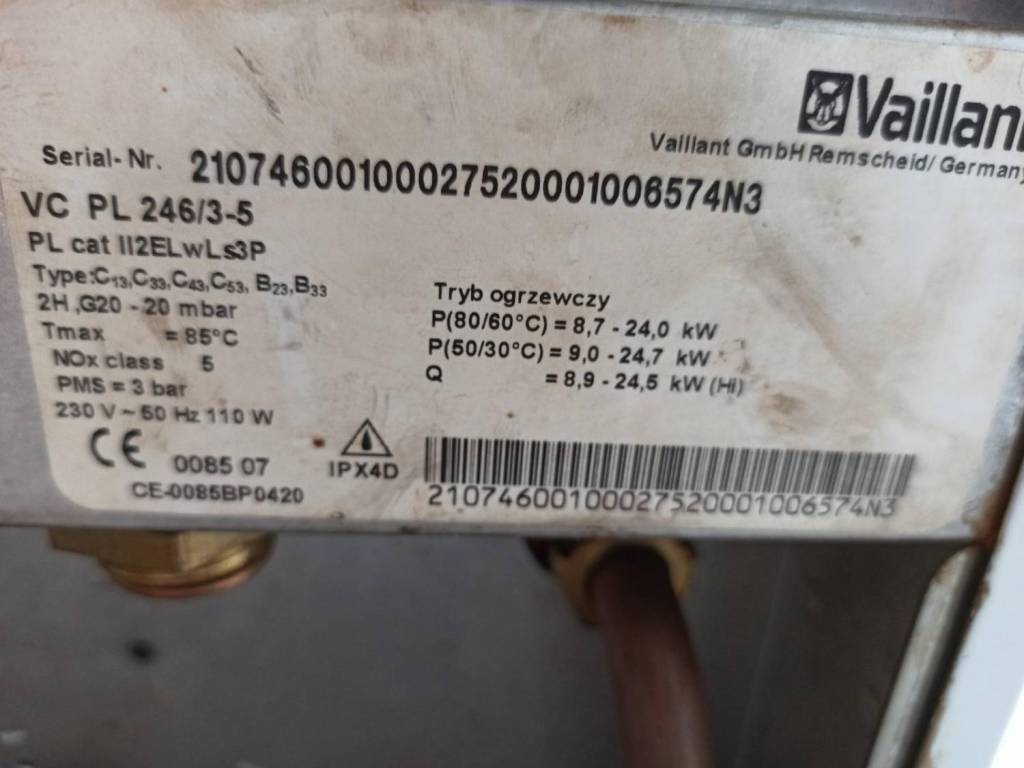 Vaillan
Vaillant GmbH Remscheid/ Germany
Serial-Nr. 21074600100027520001006574N3
VC PL 246/3-5
PL cat II2ELwLs3P
Type:C13,C33,C43,C53, B23,B33
2H ,G20 - 20 mbar
Tmax = 85°C
NOx class 5
PMS = 3 bar
230 V ~ 50 Hz 110 W
Tryb ogrzewczy
P(80/60°C) = 8,7 - 24,0 kW
P(50/30°C) = 9,0 - 24,7 kW
Q = 8,9 - 24,5 kW (Hi)
CE 0085 07
CE-0085BP0420
IPX4D
21074600100027520001006574N3